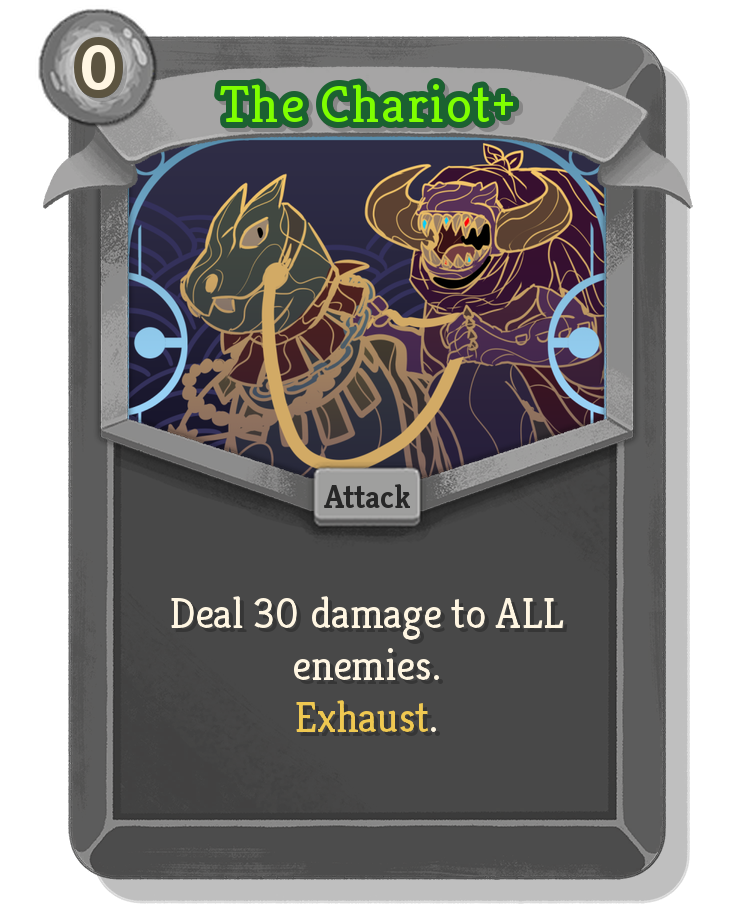 0
The Chariot+
Attack
Deal 30 damage to ALL
enemies.
Exhaust.